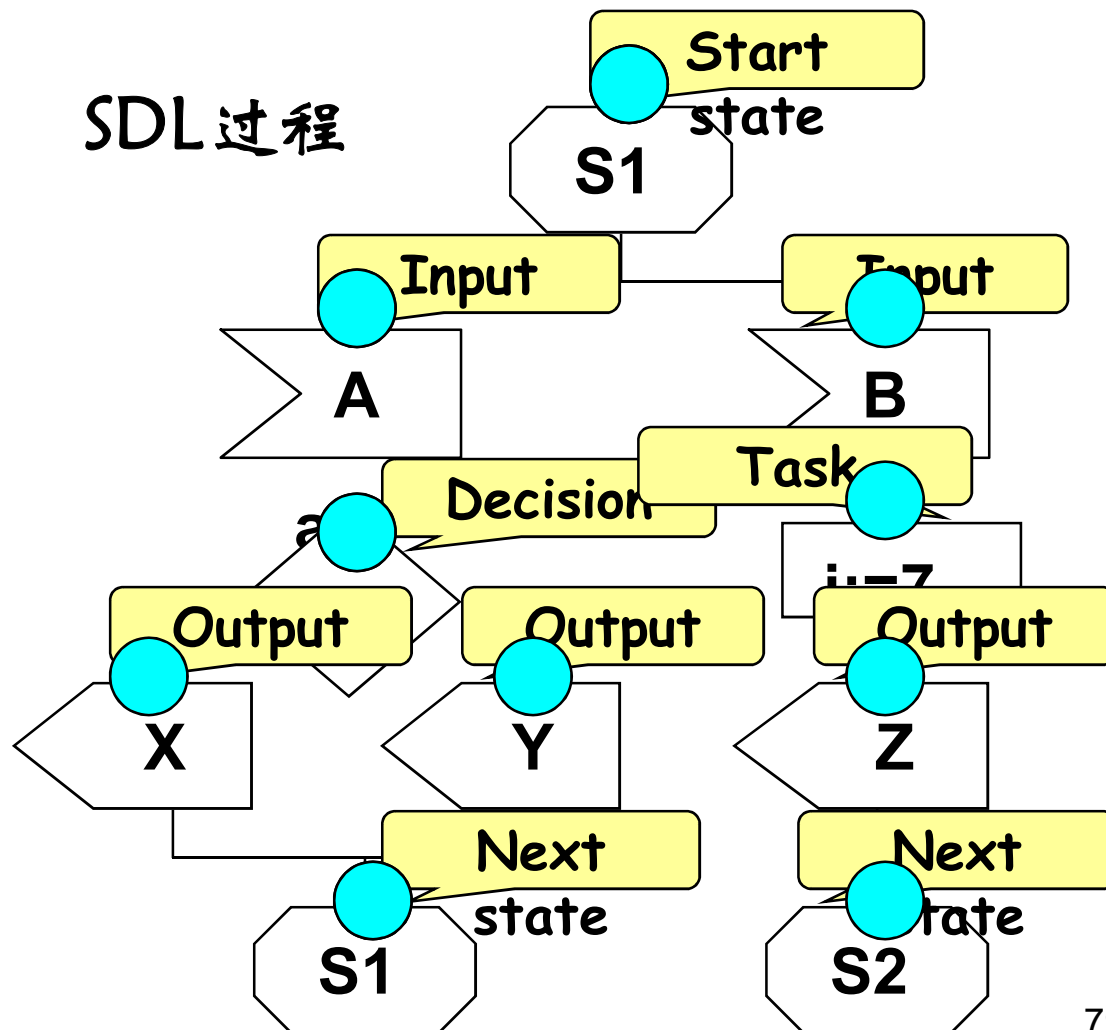 Start
state
SDL过程
S1
Input
Input
A
B
Task
Decision
Output
Output
Output
X
Y
Z
Next
state
Next
state
S1
S2
7